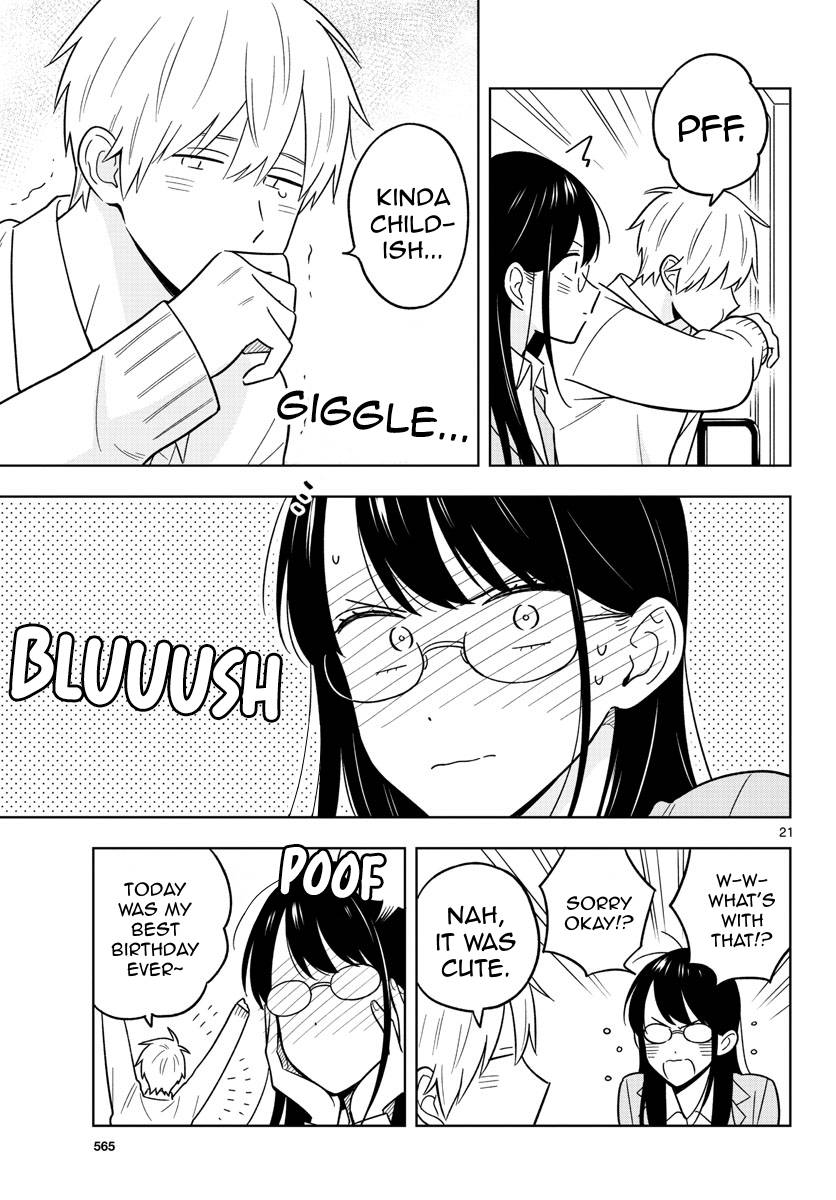 PFF.
KINDA
CHILD-
ISH...
GIGGLE...
BLUUUSH
21
W-W-
WHAT'S
WITH
THAT!?
SORRY
OKAY!?
NAH,
IT WAS
CUTE.
POOF
TODAY
WAS MY
BEST
BIRTHDAY
EVER~
565